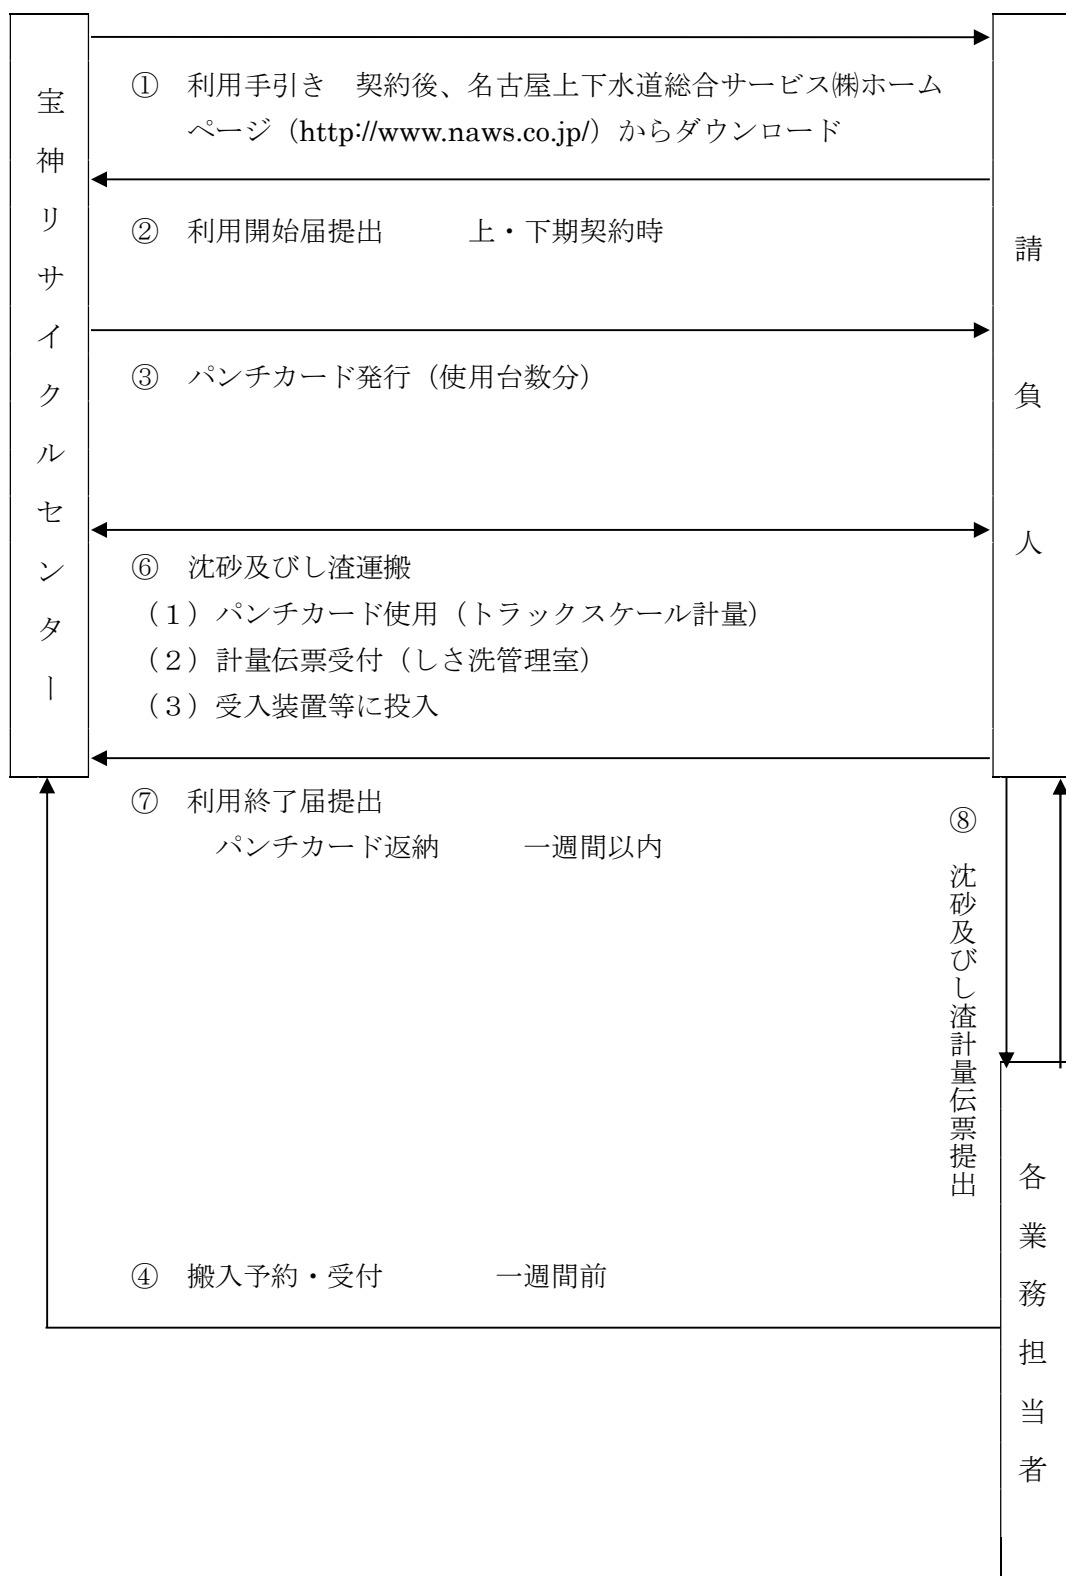 宝神リサイクルセンター
① 利用手引き 契約後、名古屋上下水道総合サービス㈱ホーム
ページ（http://www.naws.co.jp/）からダウンロード
② 利用開始届提出 上・下期契約時
③ パンチカード発行（使用台数分）
⑥ 沈砂及びし渣運搬
（１）パンチカード使用（トラックスケール計量）
（２）計量伝票受付（しさ洗管理室）
（３）受入装置等に投入
⑦ 利用終了届提出
パンチカード返納 一週間以内
請負人
⑧ 沈砂及びし渣計量伝票提出
④ 搬入予約・受付 一週間前
各業務担当者